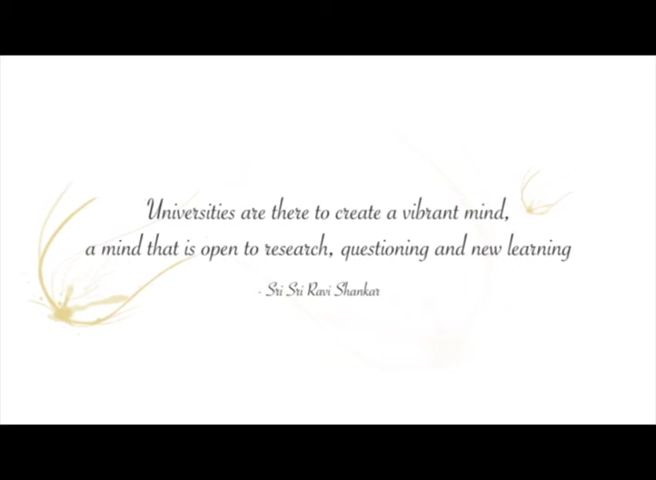 Universities are there to create a vibrant mind,
a mind that is open to research, questioning and new learning
- Sri Sri Ravi Shankar